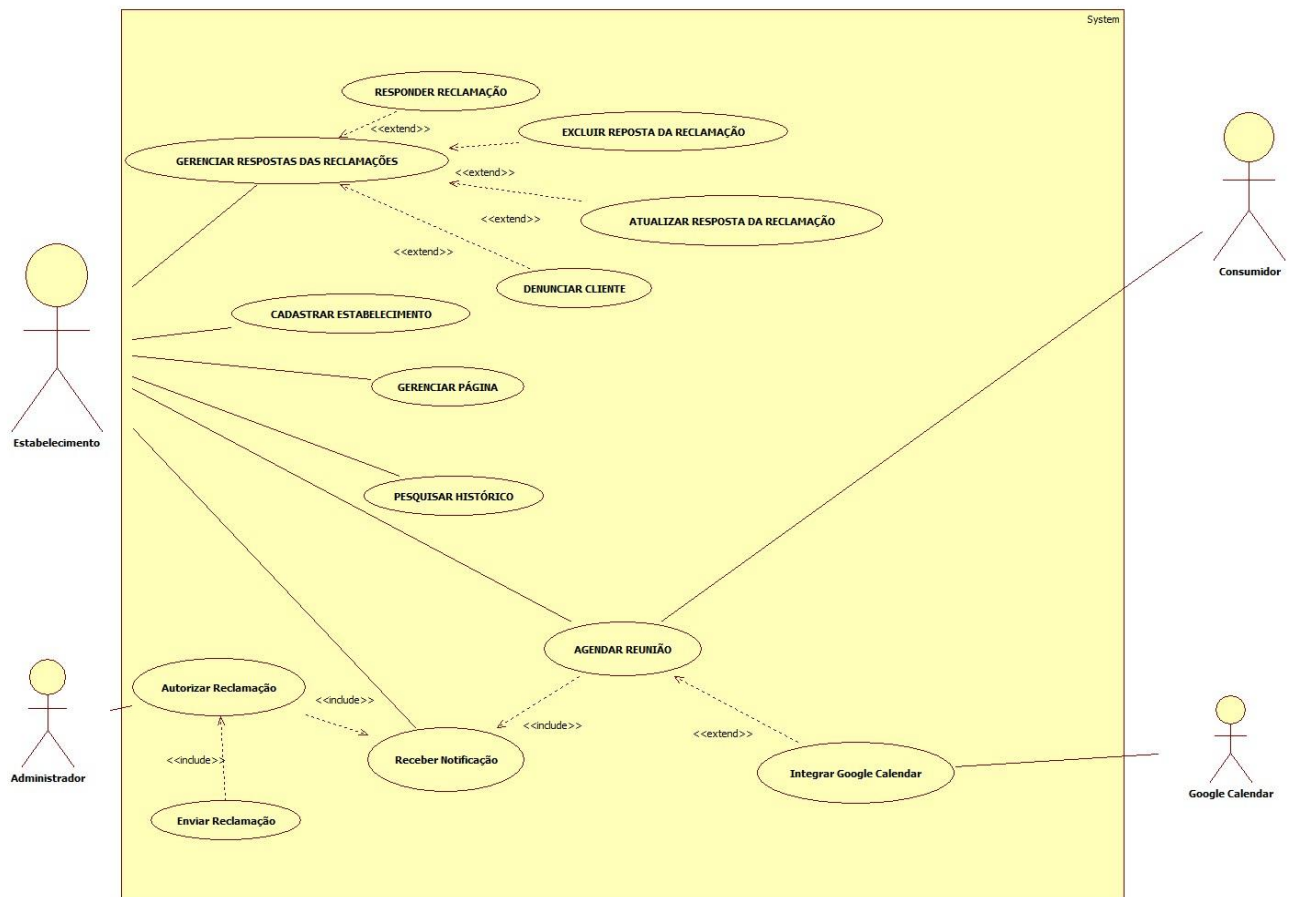 System
RESPONDER RECLAMAÇÃO
<<extend>>
EXCLUIR REPOSTA DA RECLAMAÇÃO
GERENCIAR RESPOSTAS DAS RECLAMAÇÕES
<<extend>>
<<extend>>
ATUALIZAR RESPOSTA DA RECLAMAÇÃO
<<extend>>
DENUNCIAR CLIENTE
Consumidor
CADASTRAR ESTABELECIMENTO
GERENCIAR PÁGINA
Estabelecimento
PESQUISAR HISTÓRICO
AGENDAR REUNIÃO
Autorizar Reclamação
<<include>>
<<include>>
<<extend>>
<<include>>
Receber Notificação
Integrar Google Calendar
Administrador
Google Calendar
Enviar Reclamação